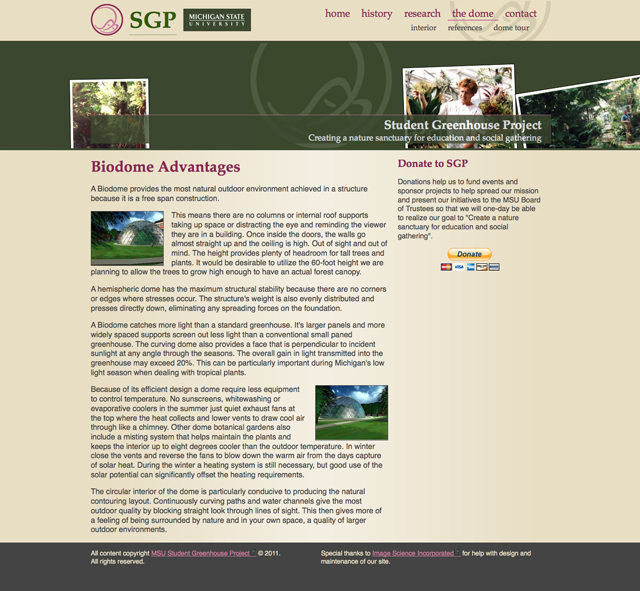 SGP
MICHIGAN STATE
UNIVERSITY
home history research the dome contact
interior references dome tour
Student Greenhouse Project
Creating a nature sanctuary for education and social gathering
Biodome Advantages
A Biodome provides the most natural outdoor environment achieved in a structure
because it is a free span construction.
This means there are no columns or internal roof supports
taking up space or distracting the eye and reminding the viewer
they are in a building. Once inside the doors, the walls go
almost straight up and the ceiling is high. Out of sight and out of
mind. The height provides plenty of headroom for tall trees and
plants. It would be desirable to utilize the 60-foot height we are
planning to allow the trees to grow high enough to have an actual forest canopy.
A hemispheric dome has the maximum structural stability because there are no corners
or edges where stresses occur. The structure's weight is also evenly distributed and
presses directly down, eliminating any spreading forces on the foundation.
A Biodome catches more light than a standard greenhouse. It's larger panels and more
widely spaced supports screen out less light than a conventional small paned
greenhouse. The curving dome also provides a face that is perpendicular to incident
sunlight at any angle through the seasons. The overall gain in light transmitted into the
greenhouse may exceed 20%. This can be particularly important during Michigan's low
light season when dealing with tropical plants.
Because of its efficient design a dome require less equipment
to control temperature. No sunscreens, whitewashing or
evaporative coolers in the summer just quiet exhaust fans at
the top where the heat collects and lower vents to draw cool air
through like a chimney. Other dome botanical gardens also
include a misting system that helps maintain the plants and
keeps the interior up to eight degrees cooler than the outdoor temperature. In winter
close the vents and reverse the fans to blow down the warm air from the days capture
of solar heat. During the winter a heating system is still necessary, but good use of the
solar potential can significantly offset the heating requirements.
The circular interior of the dome is particularly conducive to producing the natural
contouring layout. Continuously curving paths and water channels give the most
outdoor quality by blocking straight look through lines of sight. This then gives more of
a feeling of being surrounded by nature and in your own space, a quality of larger
outdoor environments.
Donate to SGP
Donations help us to fund events and
sponsor projects to help spread our mission
and present our initiatives to the MSU Board
of Trustees so that we will one-day be able
to realize our goal to "Create a nature
sanctuary for education and social
gathering".
Donate
VISA
All content copyright MSU Student Greenhouse Project © 2011.
All rights reserved.
Special thanks to Image Science Incorporated for help with design and
maintenance of our site.